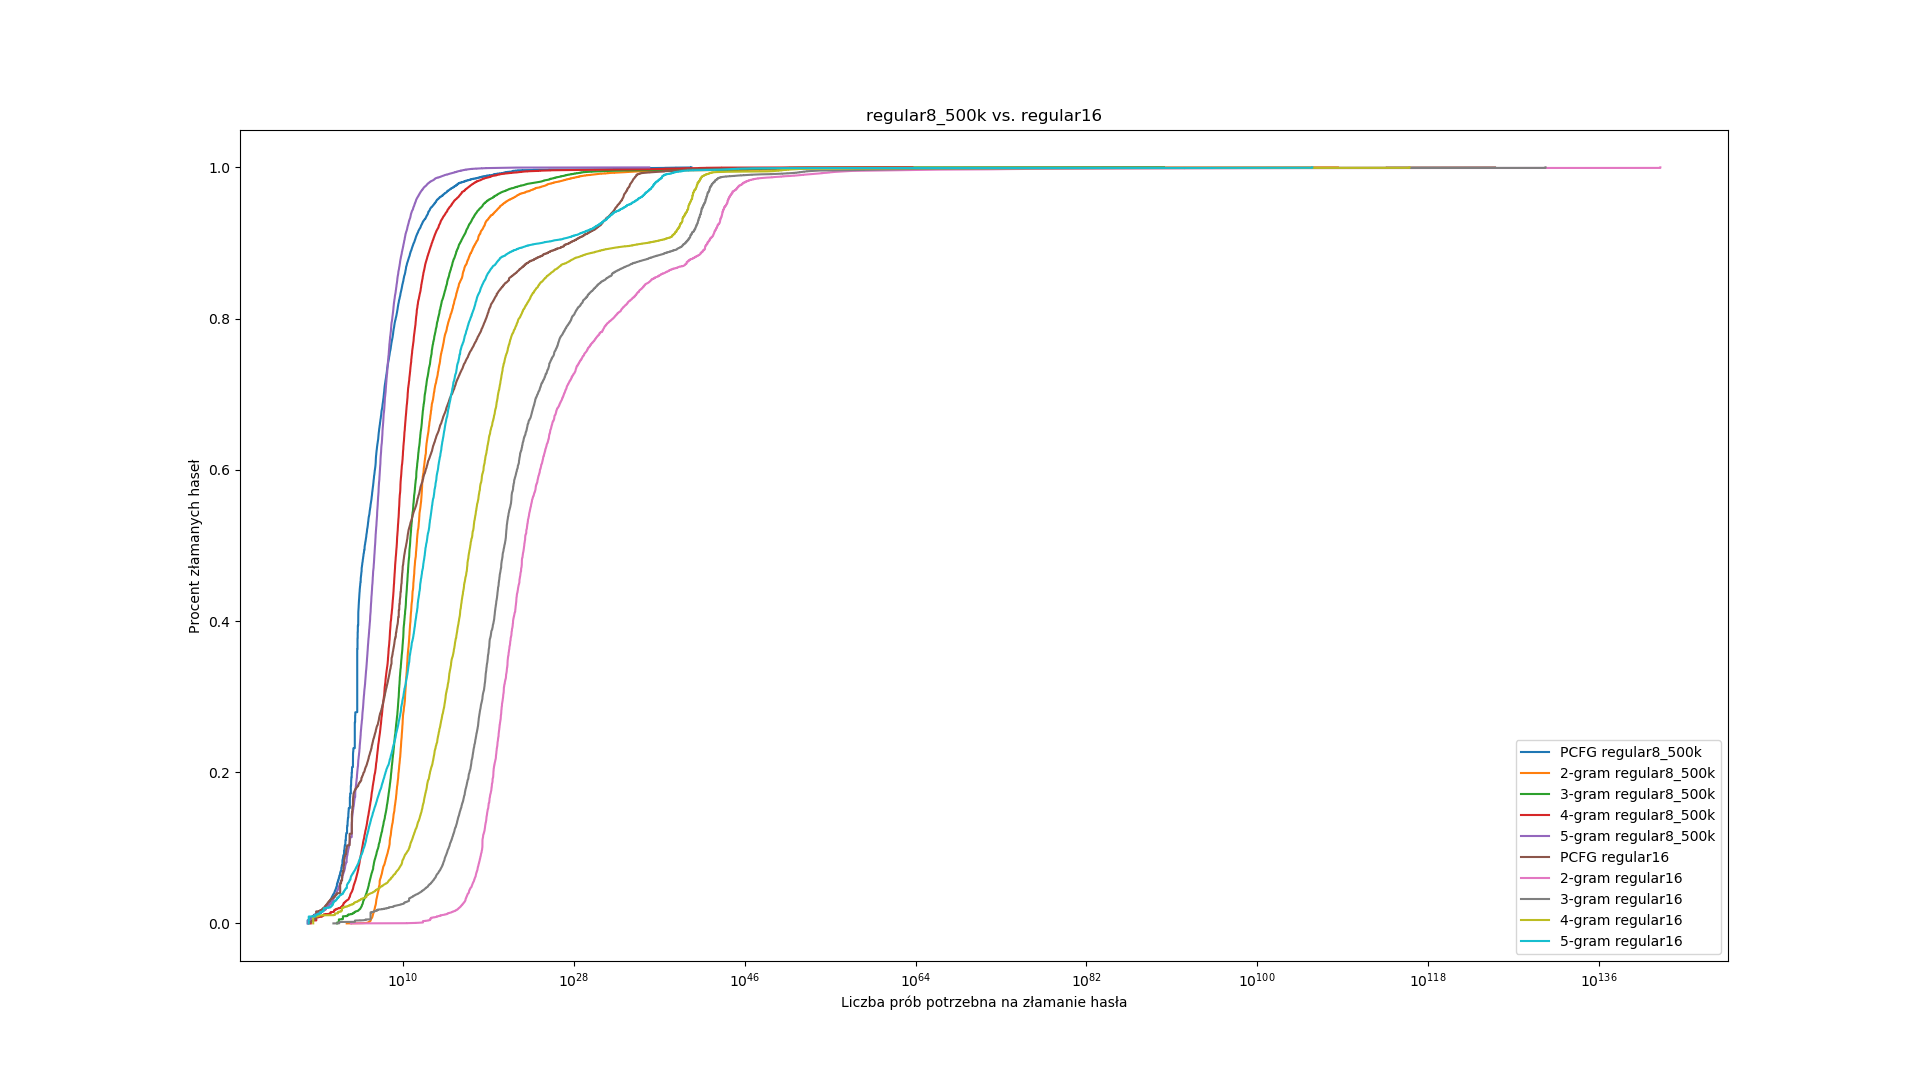 regular8_500k vs. regular16
1.0
0.8
0.6
0.4
0.2
0.0
Procent złamanych haseł
10^10 10^28 10^46 10^64 10^82 10^100 10^118 10^136
Liczba prób potrzebna na złamanie hasła
PCFG regular8_500k
2-gram regular8_500k
3-gram regular8_500k
4-gram regular8_500k
5-gram regular8_500k
PCFG regular16
2-gram regular16
3-gram regular16
4-gram regular16
5-gram regular16